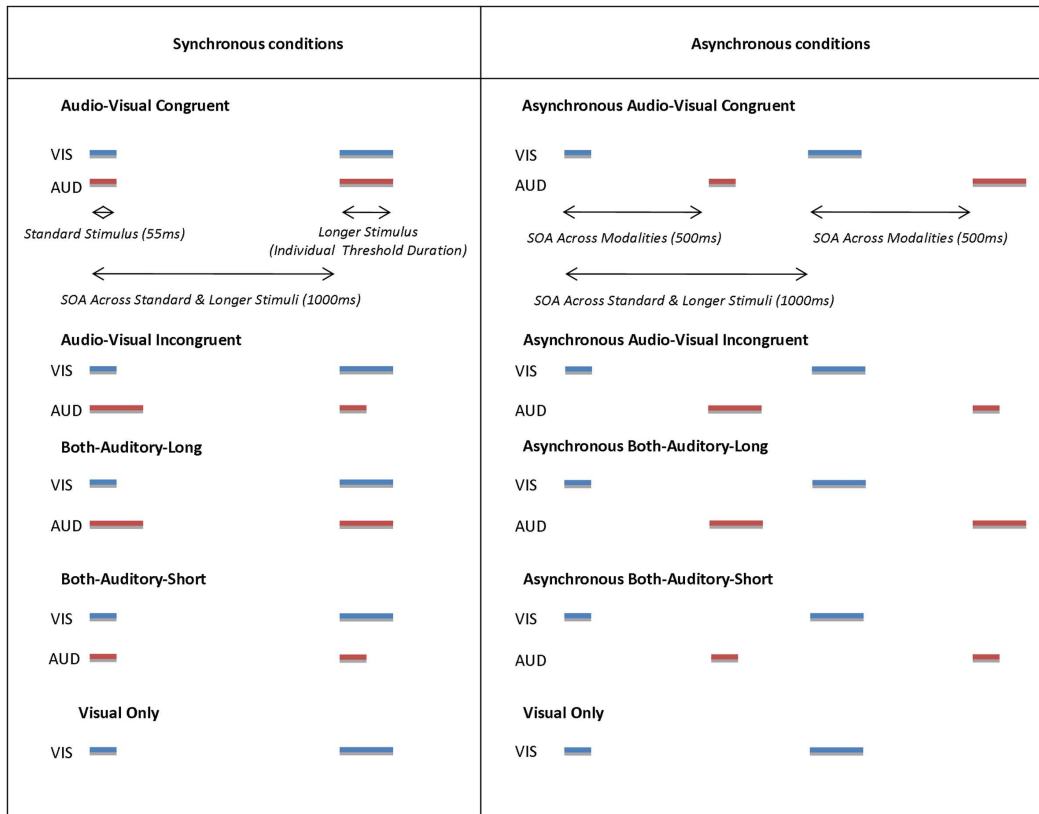 Synchronous conditions
Asynchronous conditions
Audio-Visual Congruent
VIS
AUD
Standard Stimulus (55ms)
Longer Stimulus
(Individual Threshold Duration)
SOA Across Standard & Longer Stimuli (1000ms)
Audio-Visual Incongruent
VIS
AUD
Both-Auditory-Long
VIS
AUD
Both-Auditory-Short
VIS
AUD
Visual Only
VIS
Asynchronous Audio-Visual Congruent
VIS
AUD
SOA Across Modalities (500ms)
SOA Across Modalities (500ms)
SOA Across Standard & Longer Stimuli (1000ms)
Asynchronous Audio-Visual Incongruent
VIS
AUD
Asynchronous Both-Auditory-Long
VIS
AUD
Asynchronous Both-Auditory-Short
VIS
AUD
Visual Only
VIS